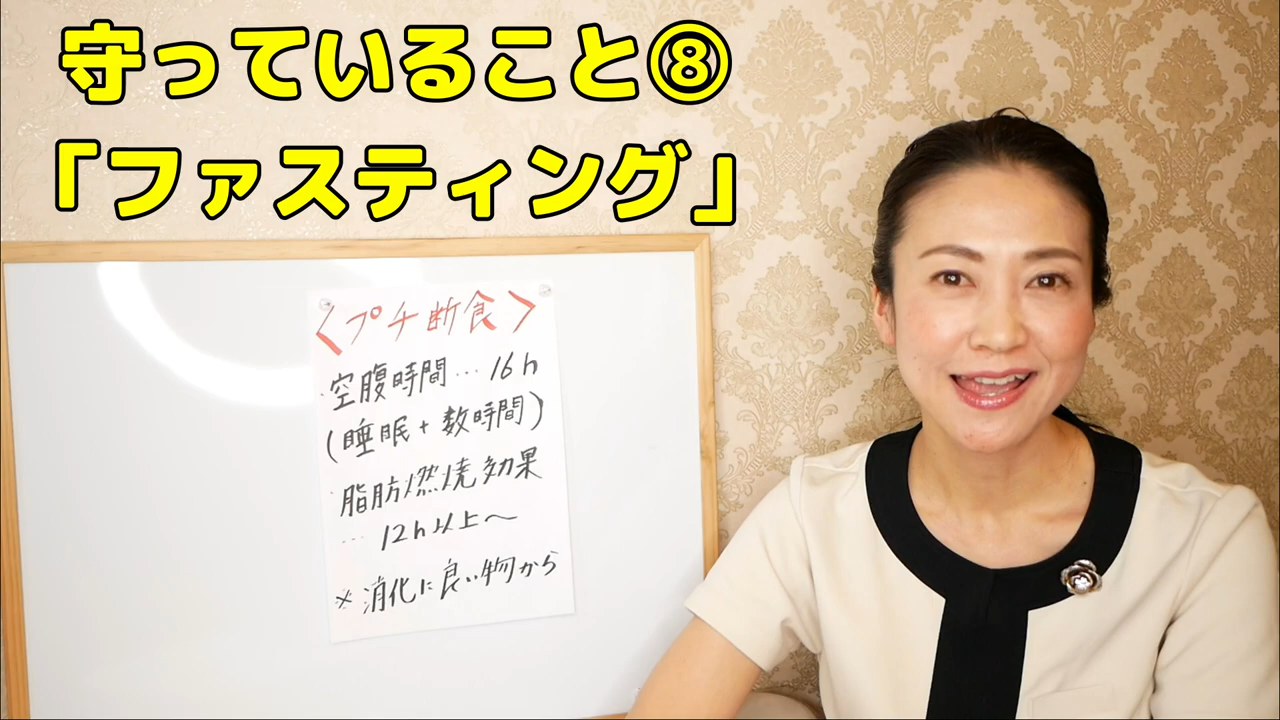 守っていること⑧
「ファスティング」
〈プチ断食〉
空腹時間…16h
(睡眠+数時間)
脂肪燃焼効果
…12h以上～
※消化に良い物から